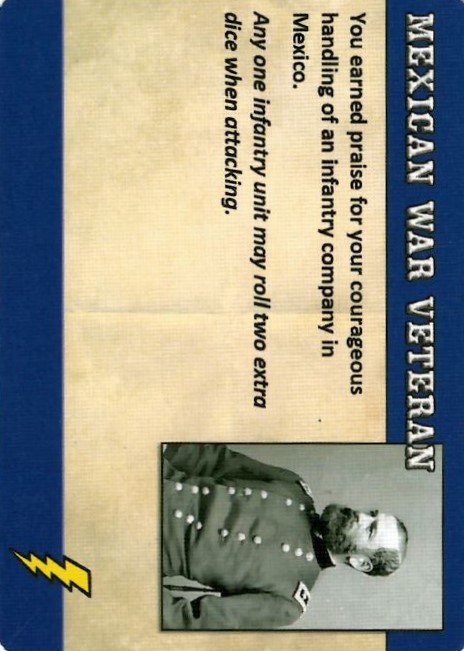 MEXICAN WAR VETERAN
You earned praise for your courageous
handling of an infantry company in
Mexico.
Any one infantry unit may roll two extra
dice when attacking.